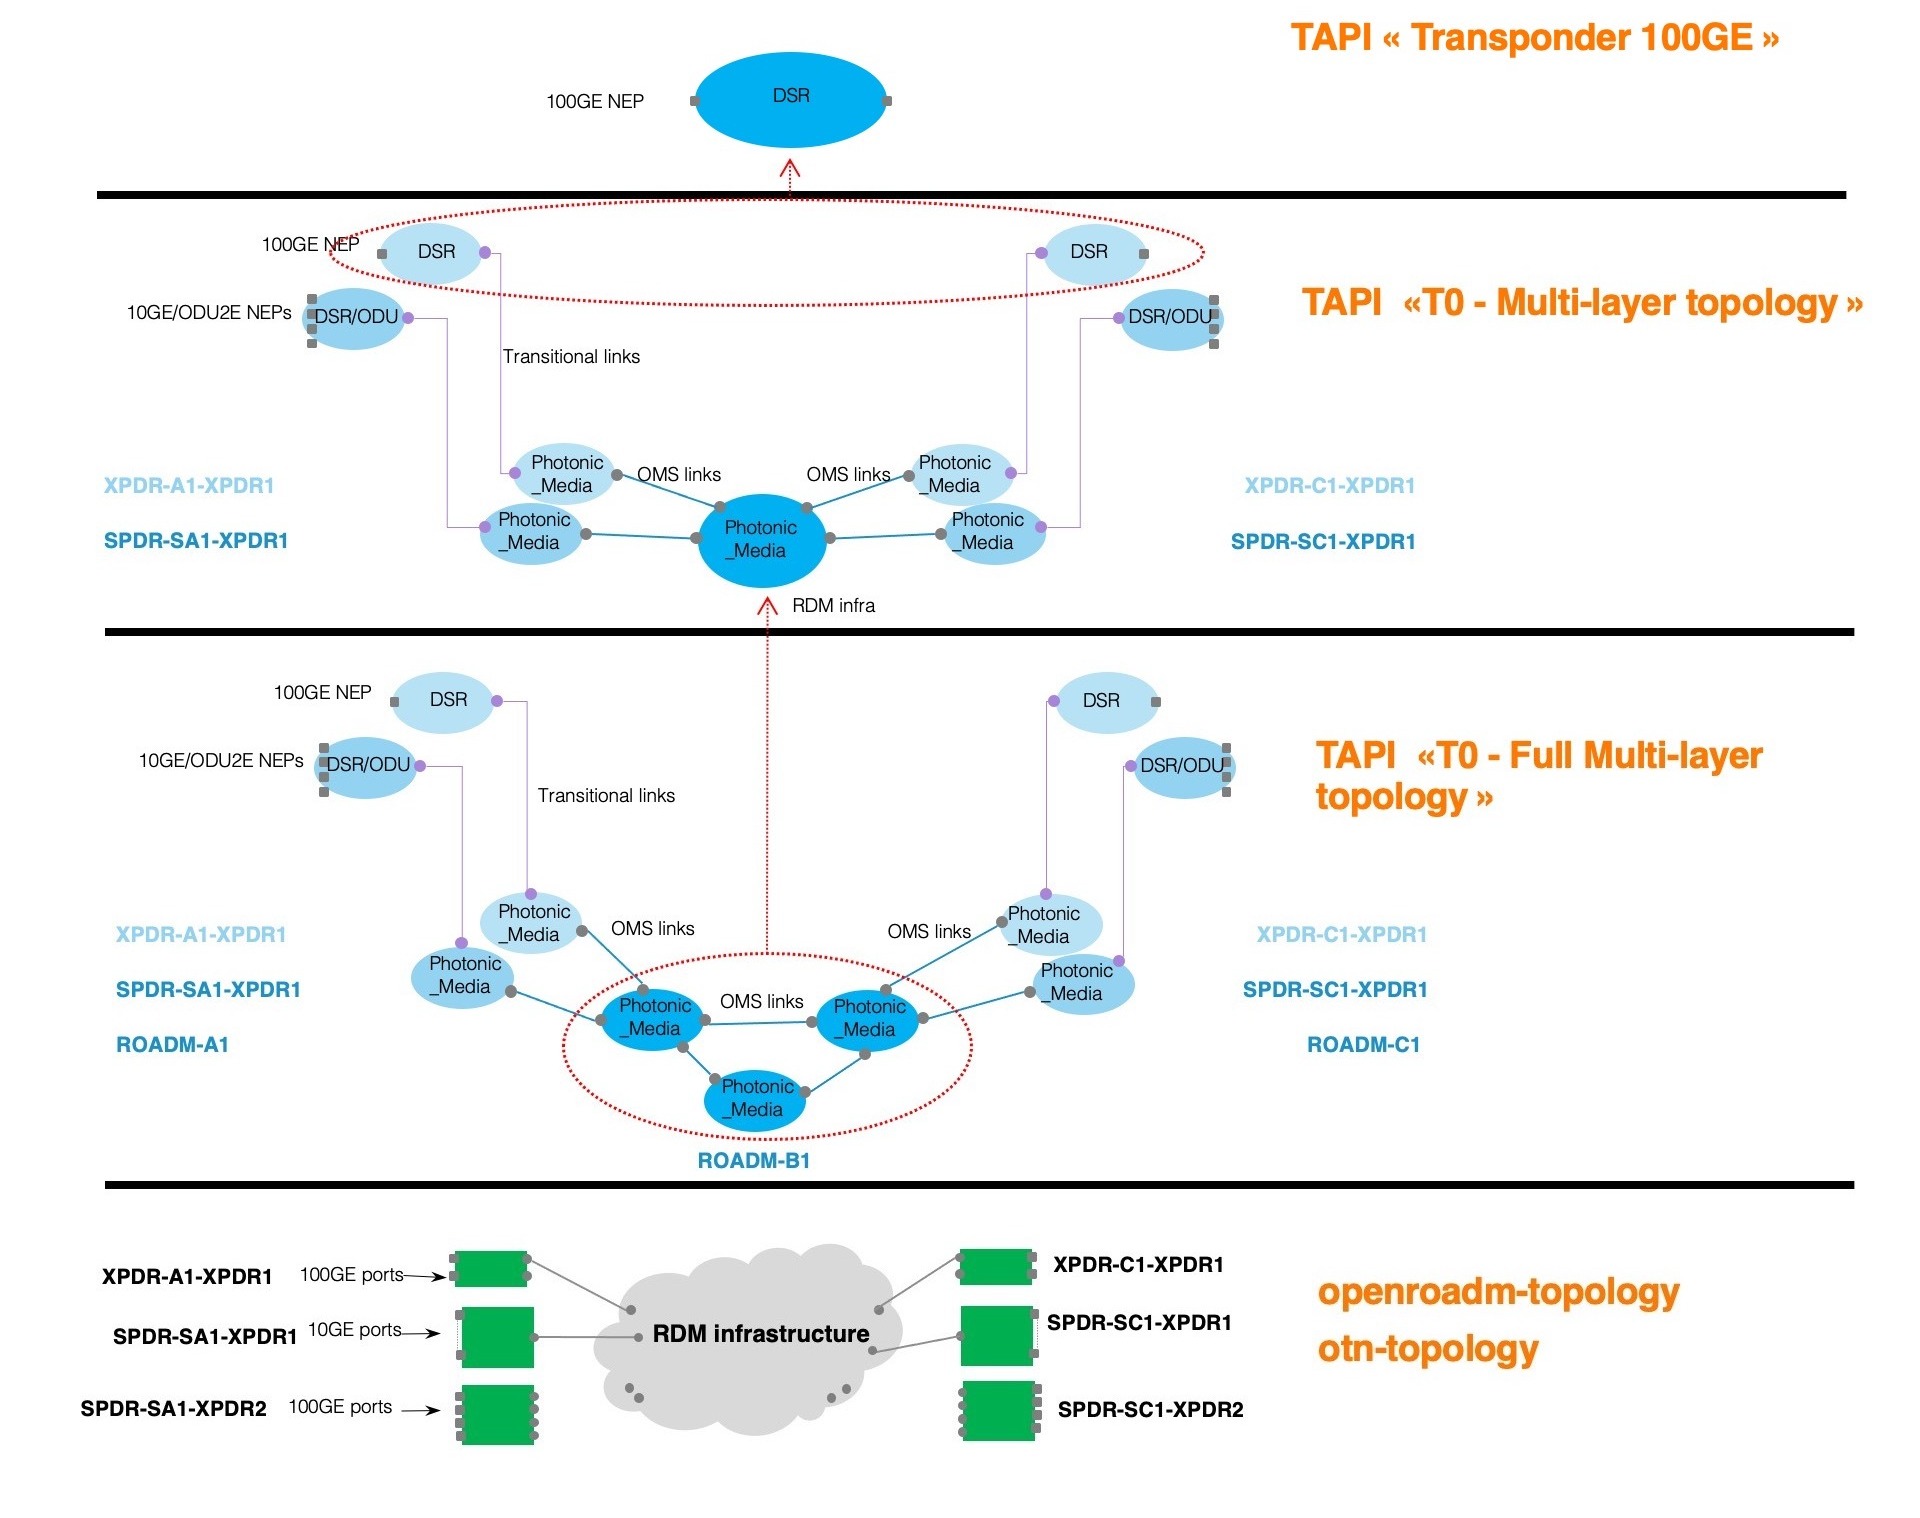 TAPI « Transponder 100GE »
100GE NEP
DSR
100GE NEP
DSR
DSR
10GE/ODU2E NEPs
DSR/ODU
DSR/ODU
TAPI «T0 - Multi-layer topology »
Transitional links
Photonic
_Media
OMS links
OMS links
Photonic
_Media
XPDR-A1-XPDR1
XPDR-C1-XPDR1
Photonic
_Media
Photonic
_Media
Photonic
_Media
SPDR-SA1-XPDR1
SPDR-SC1-XPDR1
RDM infra
100GE NEP
DSR
DSR
10GE/ODU2E NEPs
DSR/ODU
DSR/ODU
TAPI «T0 - Full Multi-layer
topology »
Transitional links
Photonic
_Media
OMS links
OMS links
Photonic
_Media
XPDR-A1-XPDR1
XPDR-C1-XPDR1
Photonic
_Media
Photonic
_Media
SPDR-SA1-XPDR1
SPDR-SC1-XPDR1
Photonic
_Media
OMS links
Photonic
_Media
ROADM-A1
ROADM-C1
Photonic
_Media
ROADM-B1
XPDR-A1-XPDR1
100GE ports
XPDR-C1-XPDR1
openroadm-topology
SPDR-SA1-XPDR1
10GE ports
RDM infrastructure
SPDR-SC1-XPDR1
otn-topology
SPDR-SA1-XPDR2
100GE ports
SPDR-SC1-XPDR2